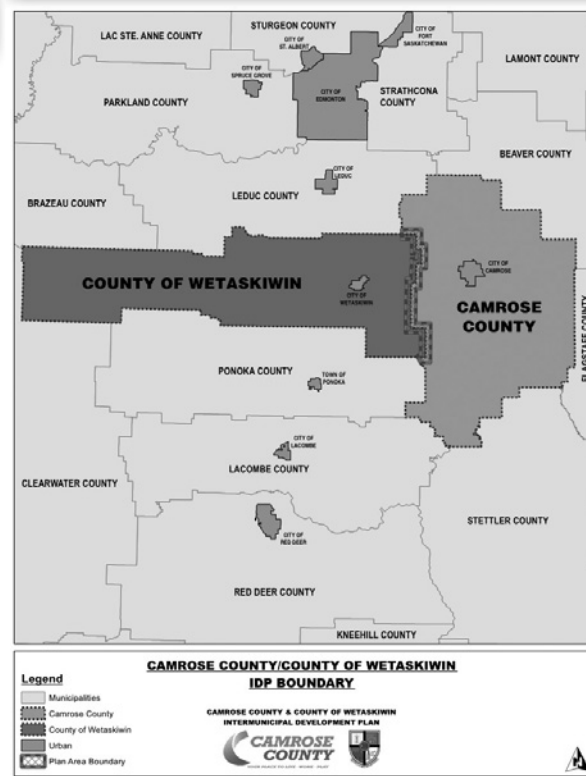 LAC STE. ANNE COUNTY
STURGEON COUNTY
CITY OF
FORT
SASKATCHEWAN
CITY OF
ST. ALBERT
LAMONT COUNTY
CITY OF
SPRUCE GROVE
CITY OF
EDMONTON
STRATHCONA
COUNTY
PARKLAND COUNTY
BEAVER COUNTY
CITY OF
LEDUC
LEDUC COUNTY
BRAZEAU COUNTY
CITY OF
CAMROSE
COUNTY OF WETASKIWIN
CITY OF
WETASKIWIN
CAMROSE
COUNTY
FLAGSTAFF COUNTY
PONOKA COUNTY
TOWN OF
PONOKA
CITY OF
LACOMBE
LACOMBE COUNTY
CLEARWATER COUNTY
STETTLER COUNTY
CITY OF
RED DEER
RED DEER COUNTY
KNEEHILL COUNTY
CAMROSE COUNTY/COUNTY OF WETASKIWIN
IDP BOUNDARY
Legend
Municipalities
Camrose County
County of Wetaskiwin
Urban
Plan Area Boundary
CAMROSE COUNTY & COUNTY OF WETASKIWIN
INTERMUNICIPAL DEVELOPMENT PLAN
CAMROSE
COUNTY